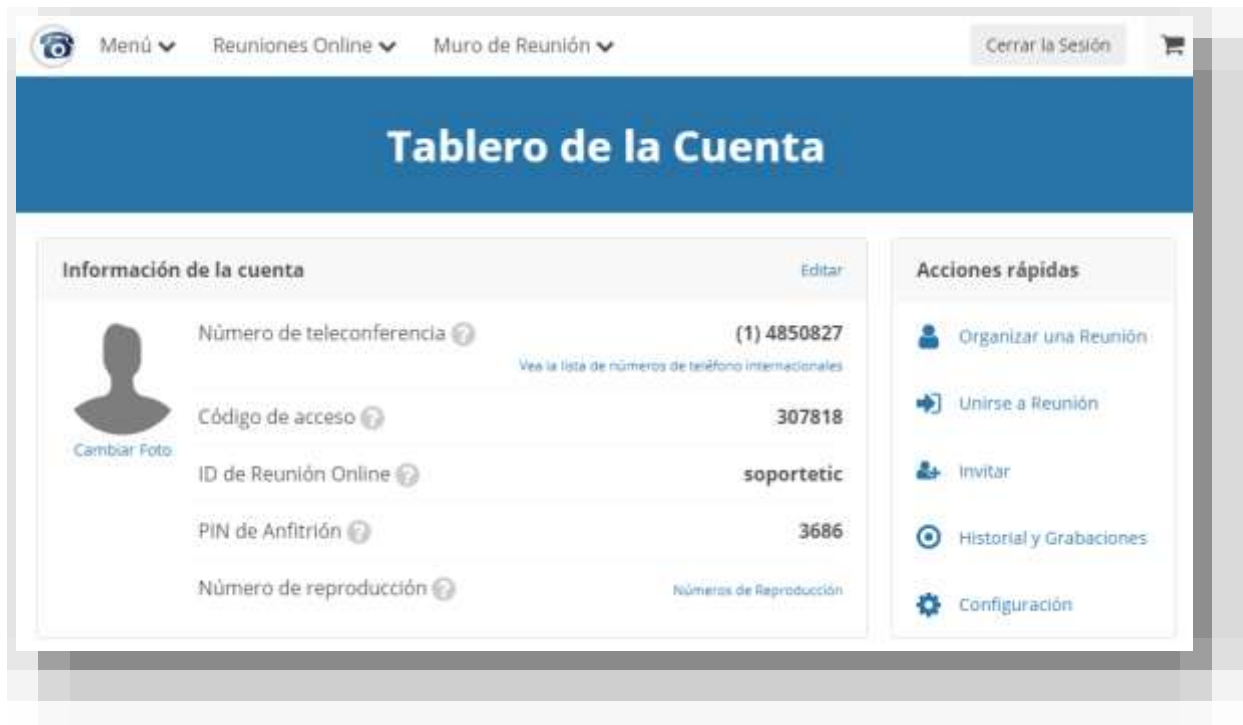 Menú
Reuniones Online
Muro de Reunión
Cerrar la Sesión
Tablero de la Cuenta
Información de la cuenta
Editar
Cambiar Foto
Número de teleconferencia ?
(1) 4850827
Vea la lista de números de teléfono internacionales
Código de acceso ?
307818
ID de Reunión Online ?
soportetic
PIN de Anfitrión ?
3686
Número de reproducción ?
Números de Reproducción
Acciones rápidas
Organizar una Reunión
Unirse a Reunión
Invitar
Historial y Grabaciones
Configuración